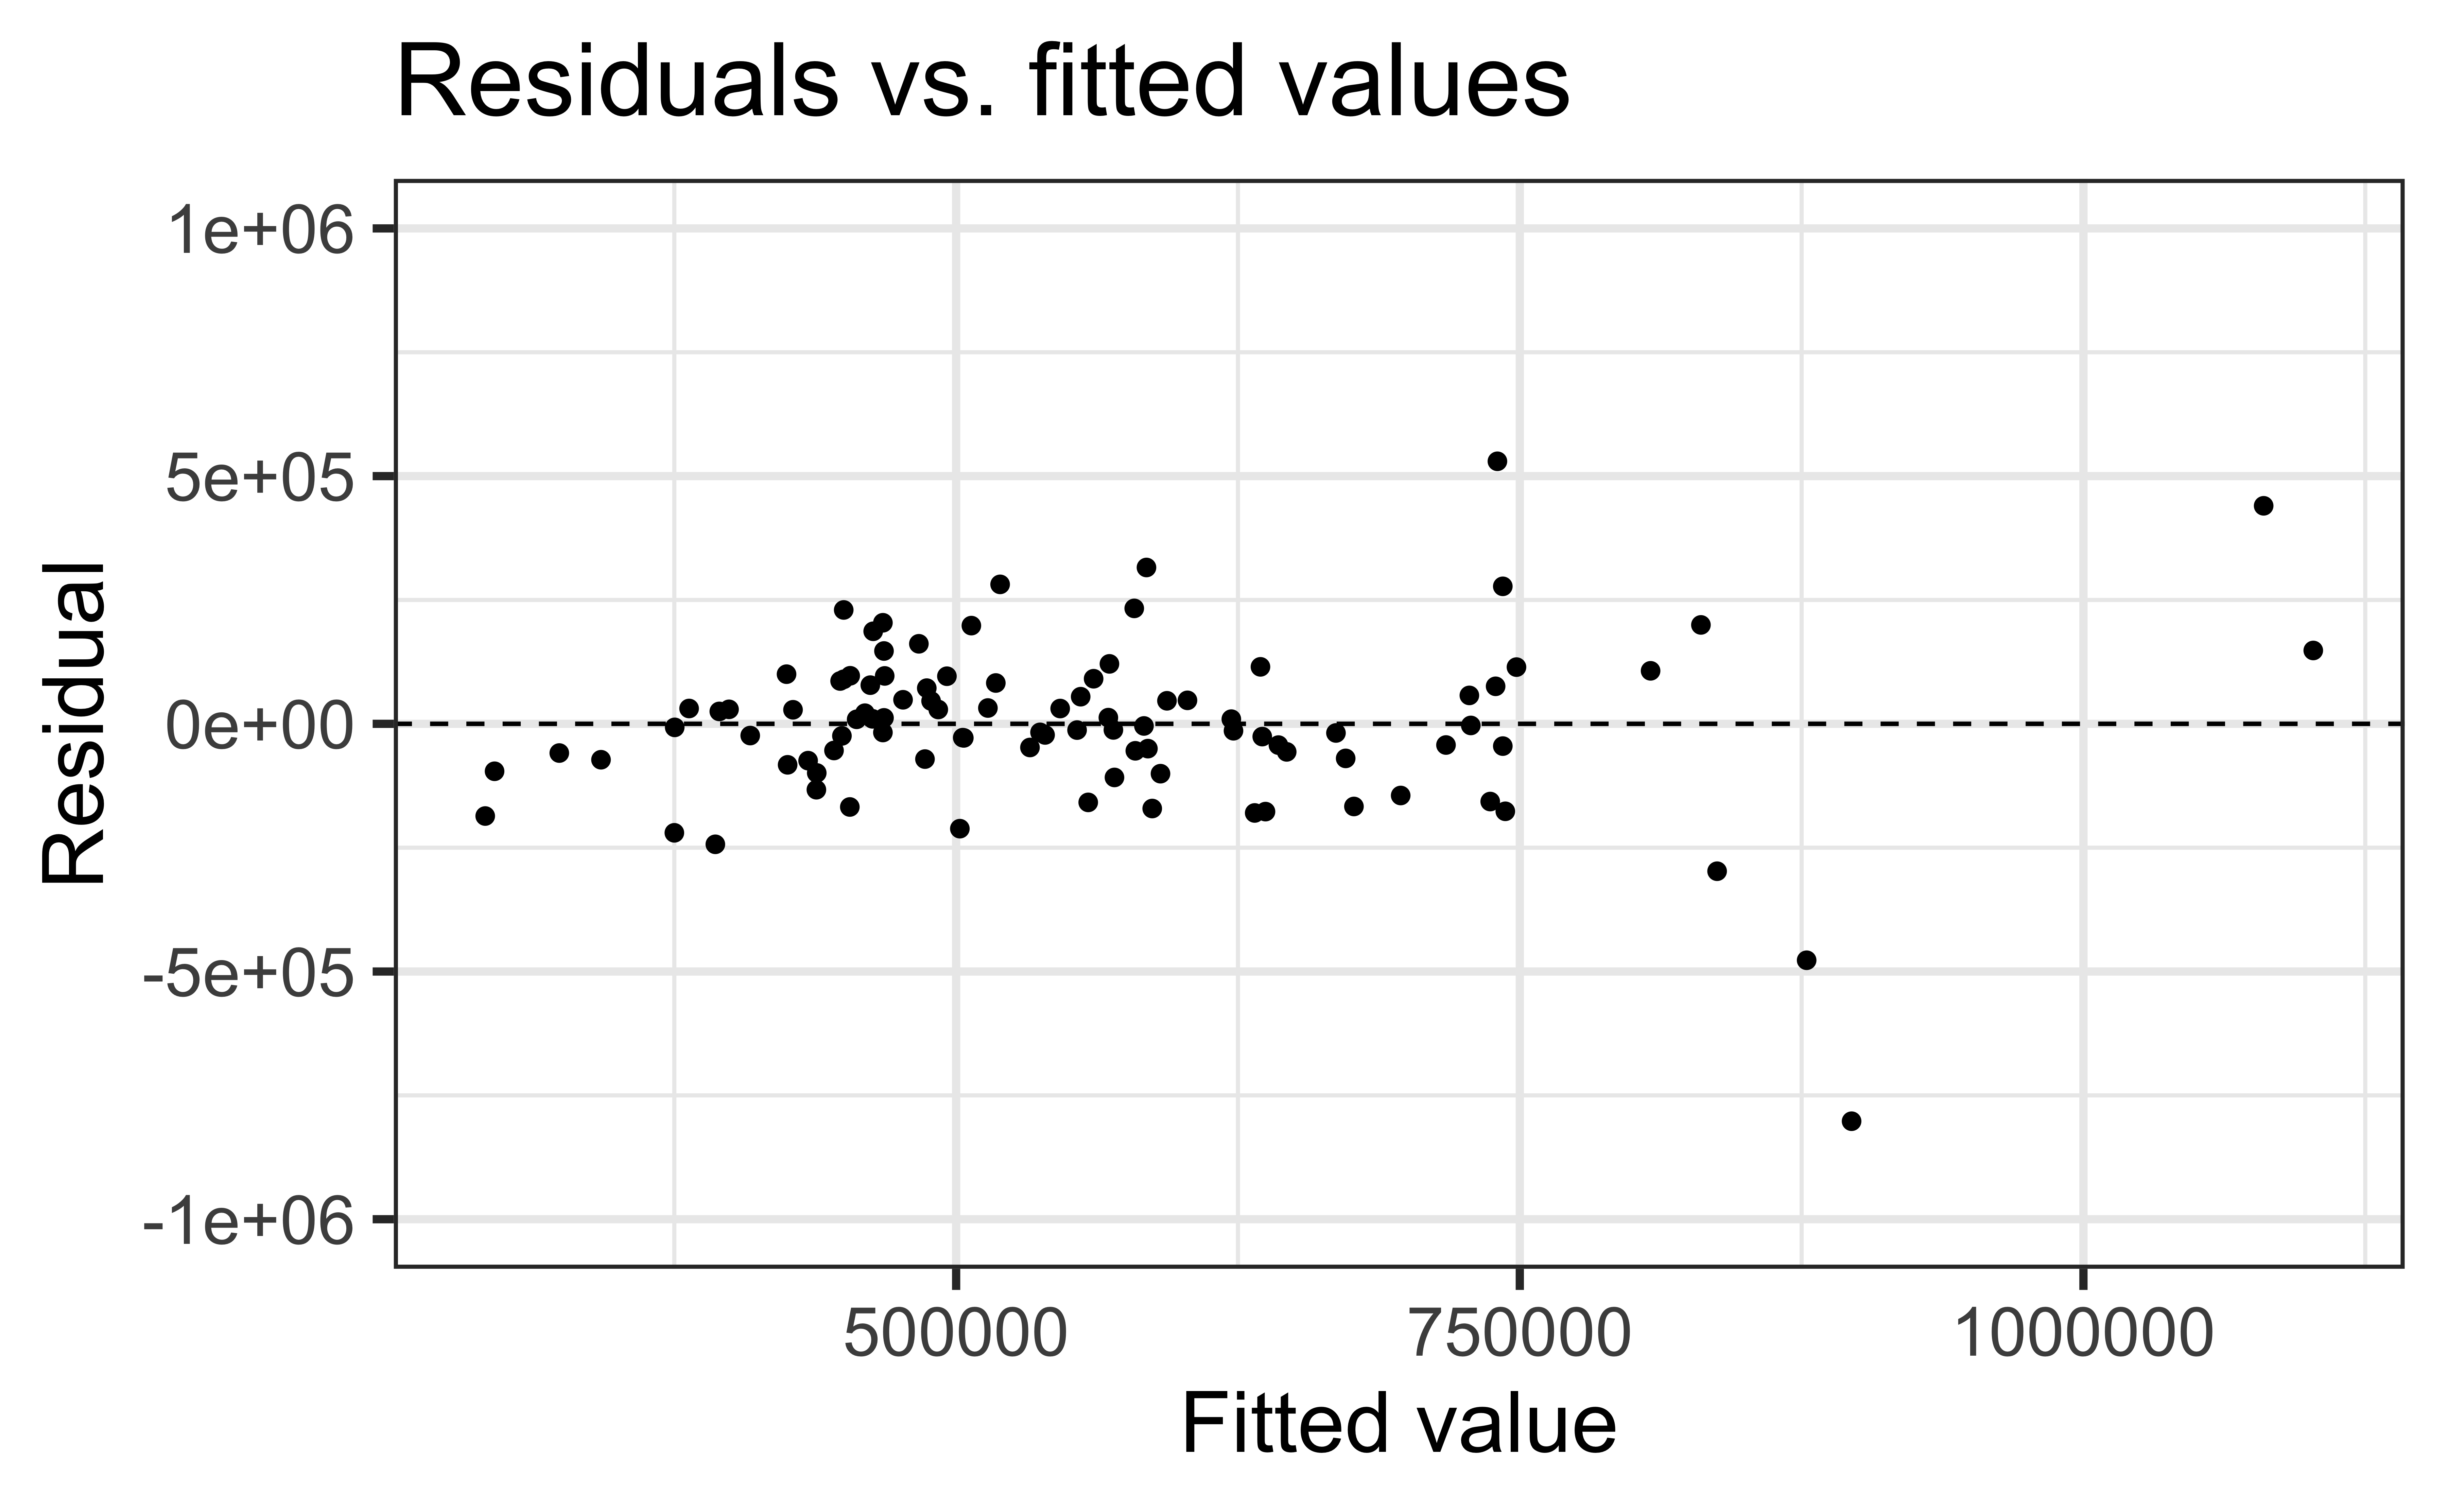 Residuals vs. fitted values
1e+06
5e+05
0e+00
-5e+05
-1e+06
Residual
500000 750000 1000000
Fitted value